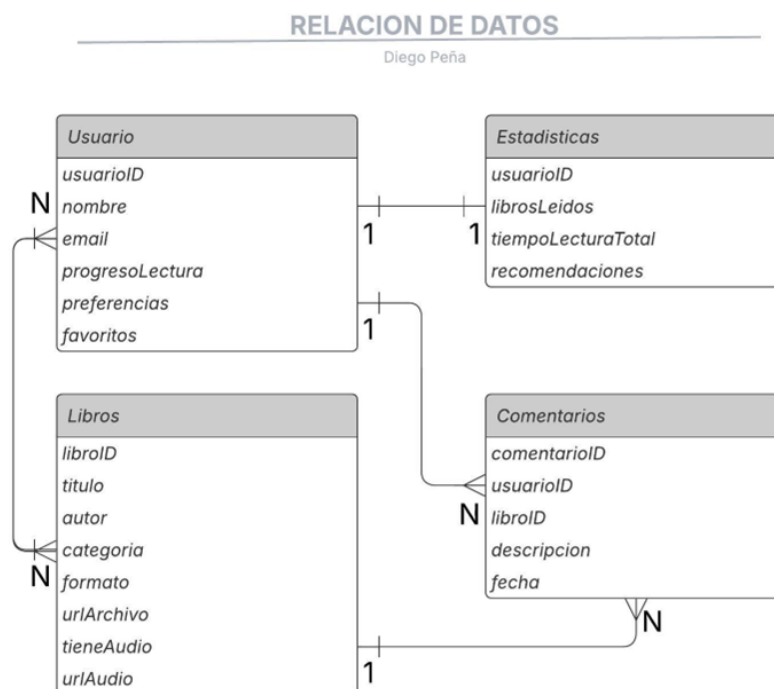 RELACION DE DATOS
Diego Peña
Usuario
usuarioID
nombre
email
progresoLectura
preferencias
favoritos
N
1
1
Estadisticas
usuarioID
librosLeidos
tiempoLecturaTotal
recomendaciones
1
Libros
libroID
titulo
autor
categoria
formato
urlArchivo
tieneAudio
urlAudio
N
1
Comentarios
comentarioID
usuarioID
libroID
descripcion
fecha
N
N